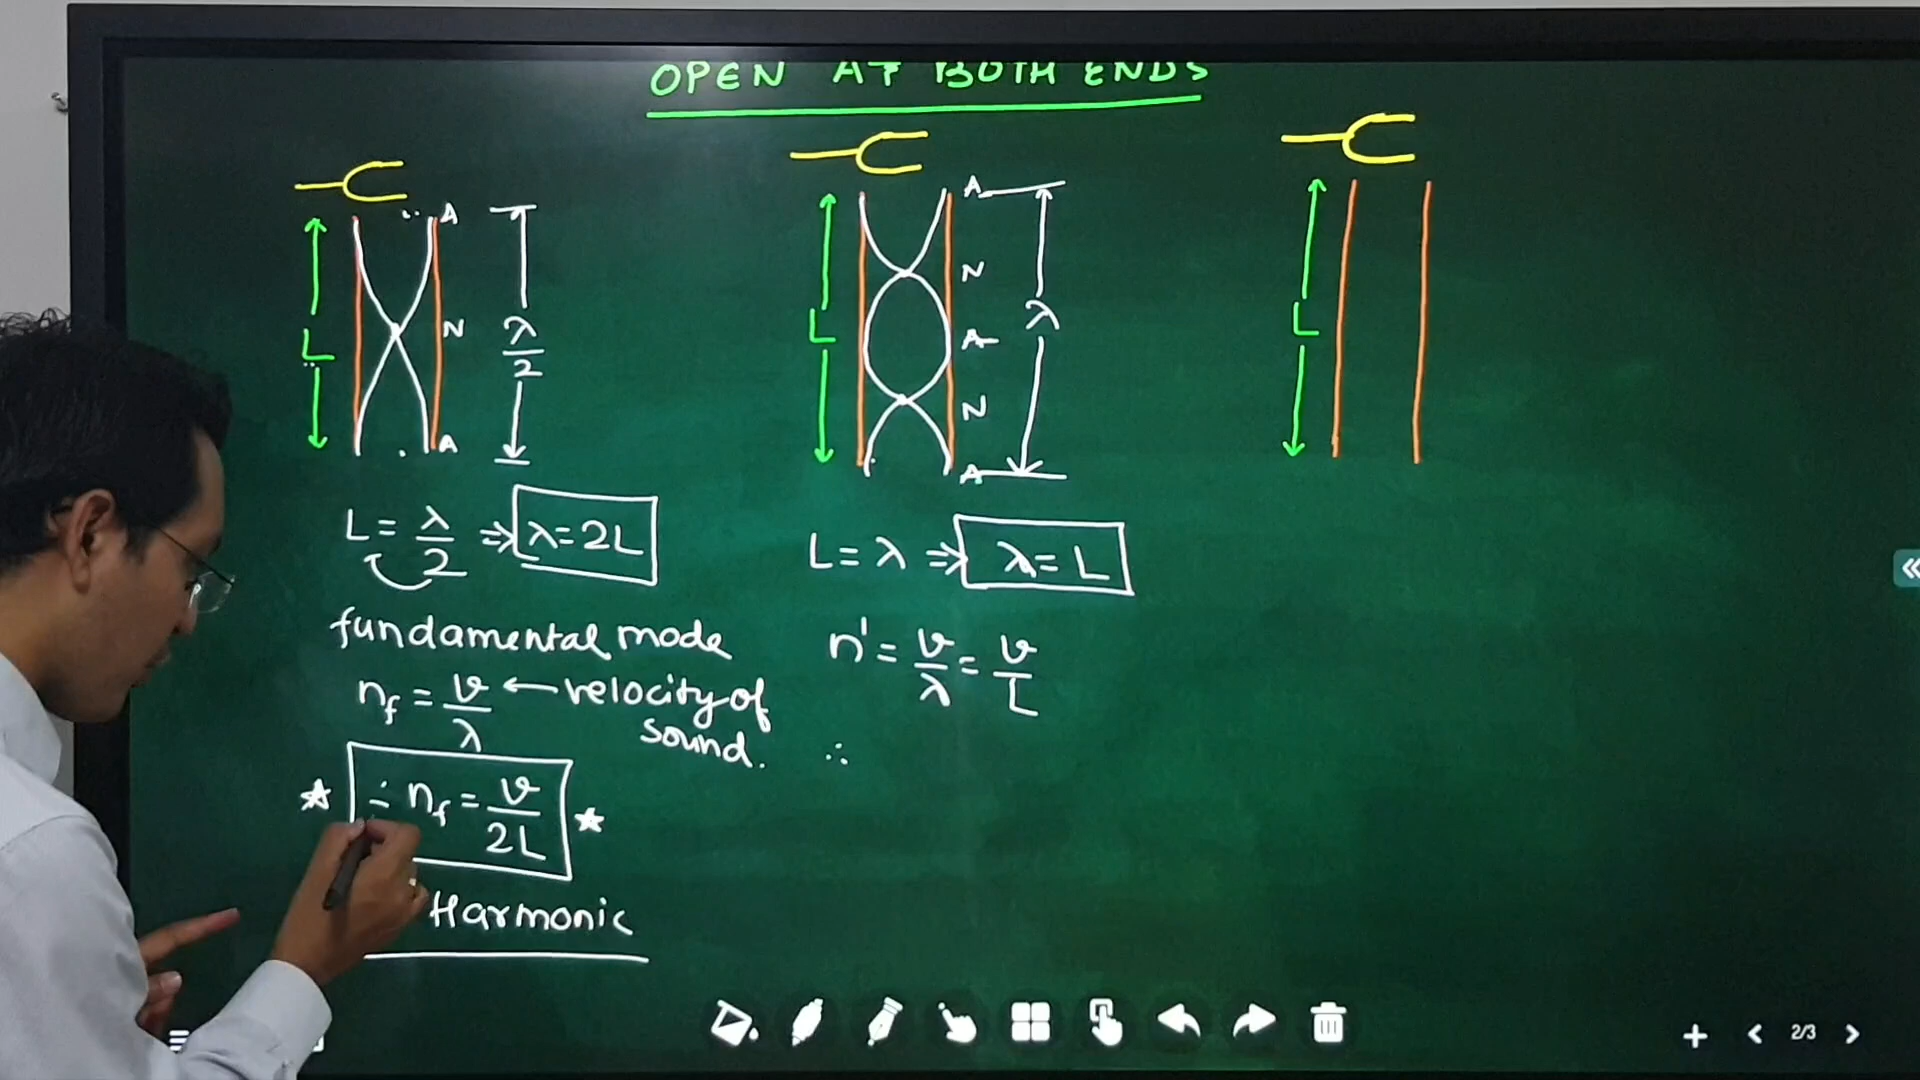 OPEN AT BOTH ENDS
A
N
A
L
λ/2
L = λ/2 ⇒ λ = 2L
fundamental mode
n_f = v/λ ← velocity of
sound.
∴ n_f = v/2L
Harmonic
A
N
A
N
A
L
λ
L = λ ⇒ λ = L
n' = v/λ = v/L
∴
L
2/3